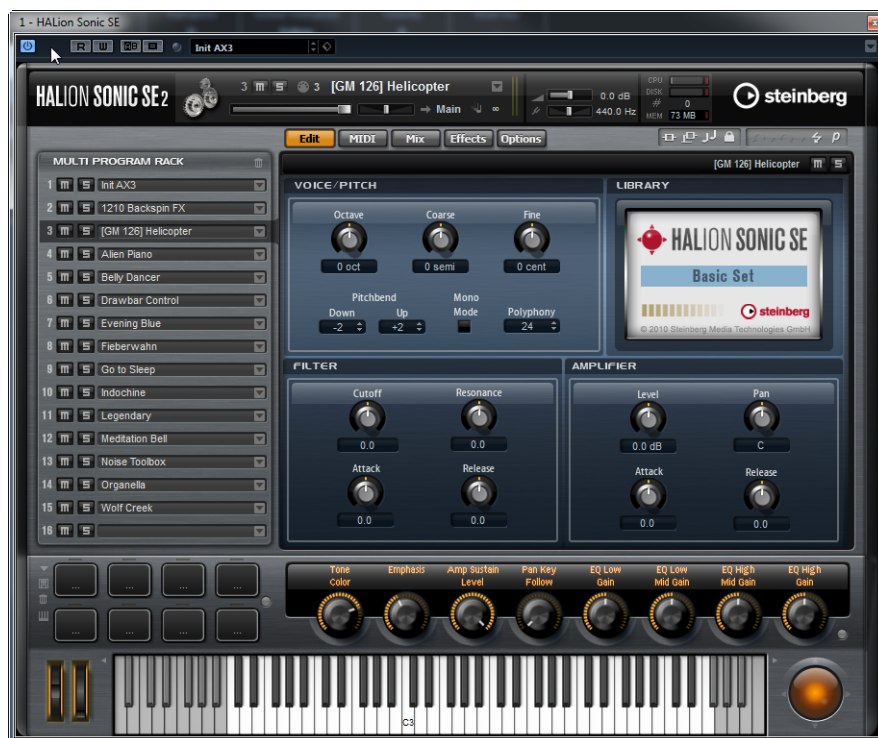 1 - HALion Sonic SE
R W AB Init AX3
HALION SONIC SE 2
3 m S 3 [GM 126] Helicopter
Main
0.0 dB
440.0 Hz
CPU
DISK
# 0
MEM 73 MB
steinberg
Edit MIDI Mix Effects Options
MULTI PROGRAM RACK
1 m S Init AX3
2 m S 1210 Backspin FX
3 m S [GM 126] Helicopter
4 m S Alien Piano
5 m S Belly Dancer
6 m S Drawbar Control
7 m S Evening Blue
8 m S Fieberwahn
9 m S Go to Sleep
10 m S Indochine
11 m S Legendary
12 m S Meditation Bell
13 m S Noise Toolbox
14 m S Organella
15 m S Wolf Creek
16 m S
[GM 126] Helicopter m S
VOICE/PITCH
Octave Coarse Fine
0 oct 0 semi 0 cent
Pitchbend Mono
Down Up Mode Polyphony
-2 +2 24
LIBRARY
HALION SONIC SE
Basic Set
steinberg
© 2010 Steinberg Media Technologies GmbH
FILTER
Cutoff Resonance
0.0 0.0
Attack Release
0.0 0.0
AMPLIFIER
Level Pan
0.0 dB C
Attack Release
0.0 0.0
... ... ... ...
... ... ... ...
Tone Emphasis Amp Sustain Pan Key EQ Low EQ Low EQ High EQ High
Color Level Follow Gain Mid Gain Mid Gain Gain
C3